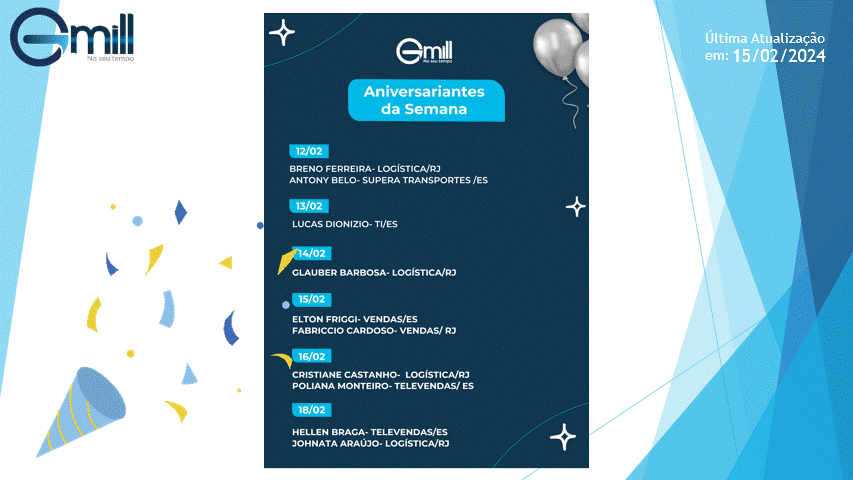 Gmill
No seu tempo
Última Atualização
em: 15/02/2024
Gmill
No seu tempo
Aniversariantes
da Semana
12/02
BRENO FERREIRA- LOGÍSTICA/RJ
ANTONY BELO- SUPERA TRANSPORTES /ES
13/02
LUCAS DIONIZIO- TI/ES
14/02
GLAUBER BARBOSA- LOGÍSTICA/RJ
15/02
ELTON FRIGGI- VENDAS/ES
FABRICCIO CARDOSO- VENDAS/ RJ
16/02
CRISTIANE CASTANHO-  LOGÍSTICA/RJ
POLIANA MONTEIRO- TELEVENDAS/ ES
18/02
HELLEN BRAGA- TELEVENDAS/ES
JOHNATA ARAÚJO- LOGÍSTICA/RJ